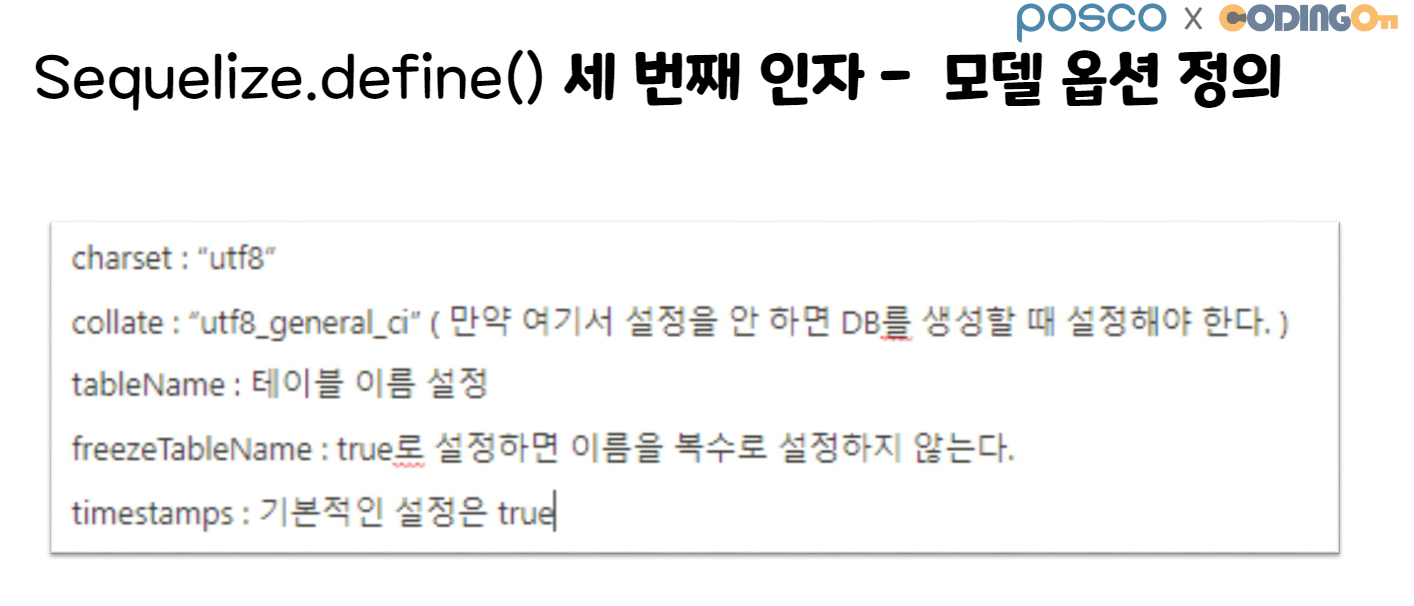 posco x CODINGOn
Sequelize.define() 세 번째 인자 - 모델 옵션 정의
charset : “utf8”
collate : “utf8_general_ci” ( 만약 여기서 설정을 안 하면 DB를 생성할 때 설정해야 한다. )
tableName : 테이블 이름 설정
freezeTableName : true로 설정하면 이름을 복수로 설정하지 않는다.
timestamps : 기본적인 설정은 true